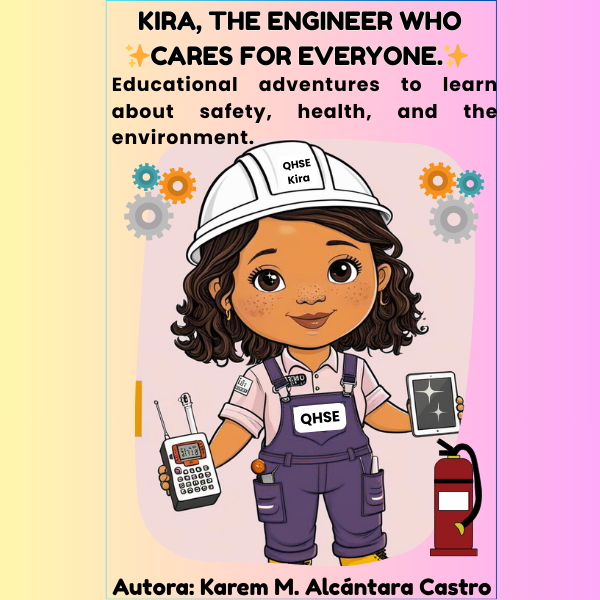 KIRA, THE ENGINEER WHO
✨CARES FOR EVERYONE.✨
Educational adventures to learn
about safety, health, and the
environment.
QHSE
Kira
QHSE
Autora: Karem M. Alcántara Castro